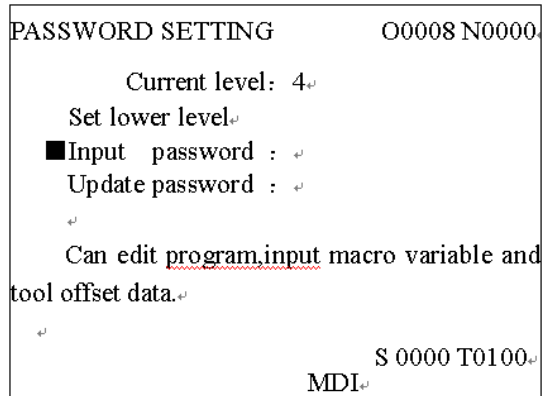 PASSWORD SETTING O0008 N0000
Current level：4
Set lower level
Input password：
Update password：
Can edit program,input macro variable and
tool offset data.
S 0000 T0100
MDI